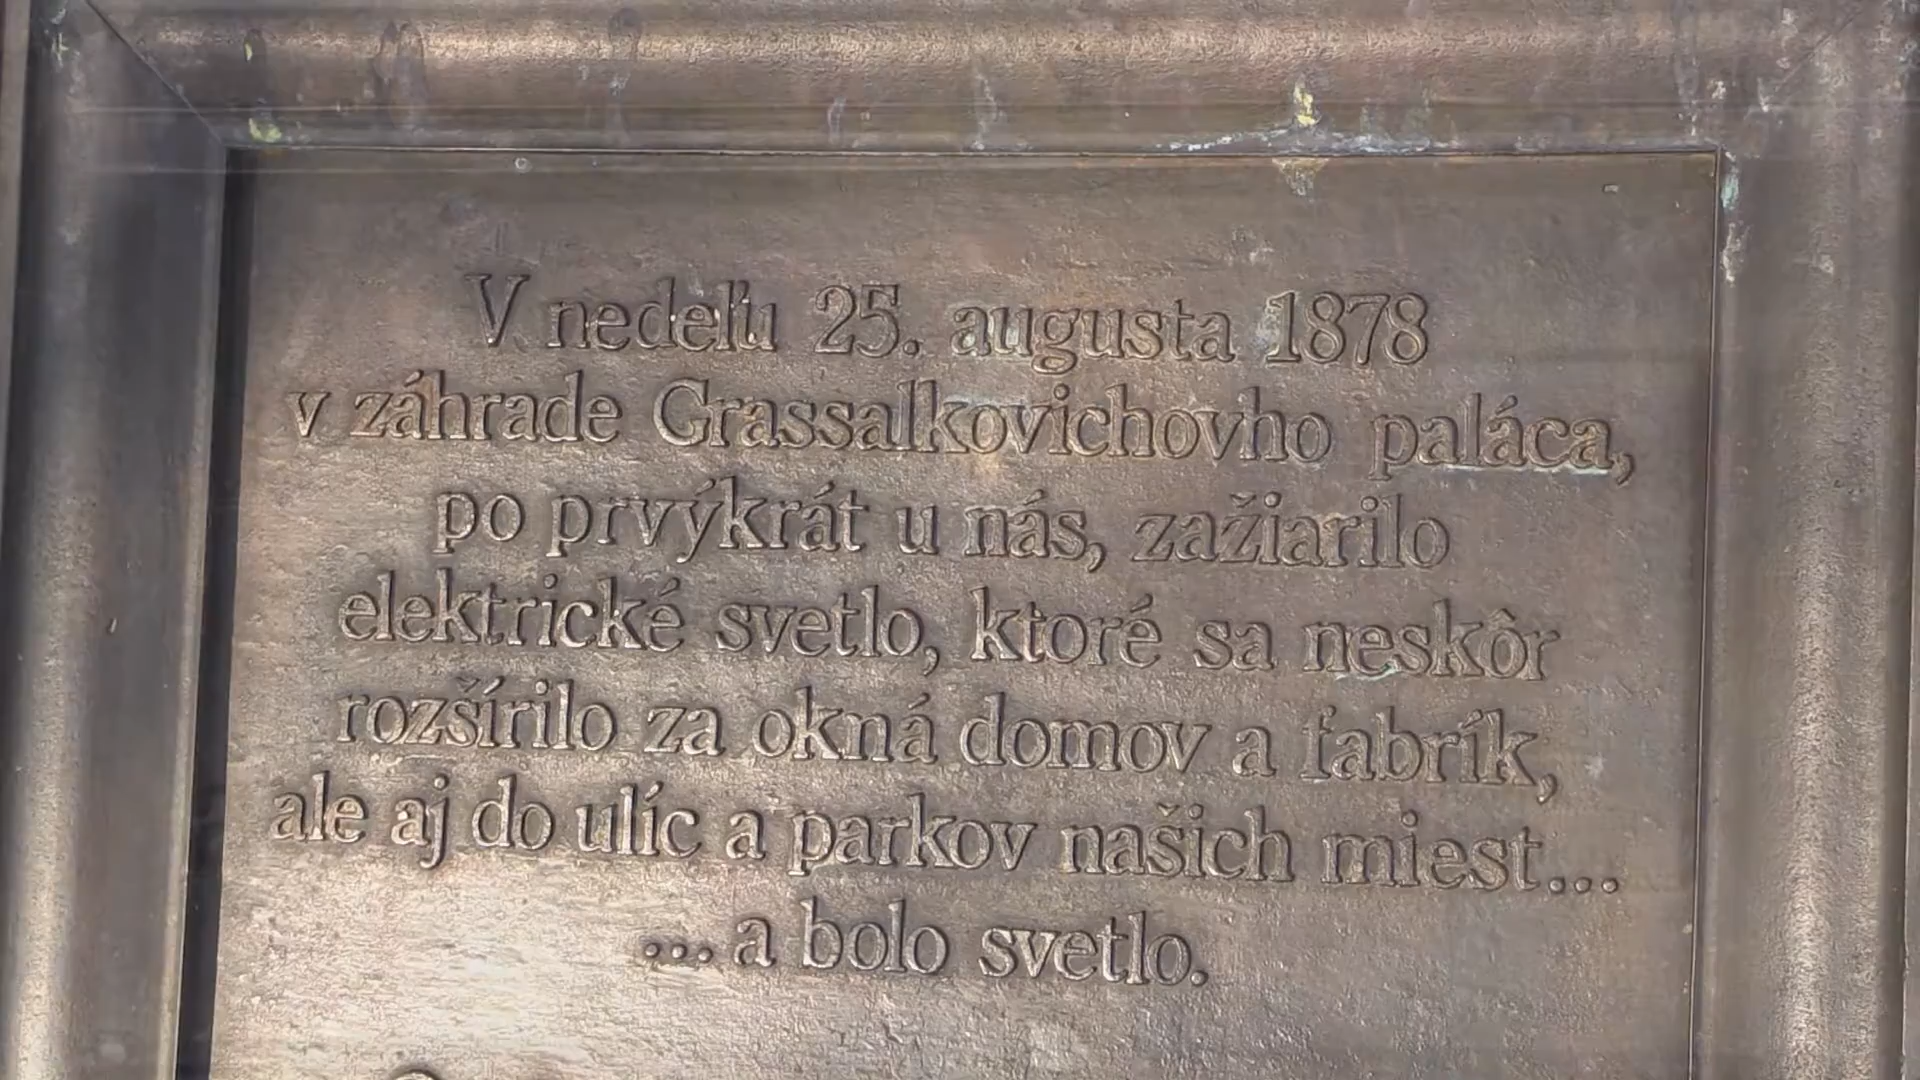 V nedeľu 25. augusta 1878
v záhrade Grassalkovichovho paláca,
po prvýkrát u nás, zažiarilo
elektrické svetlo, ktoré sa neskôr
rozšírilo za okná domov a fabrík,
ale aj do ulíc a parkov našich miest...
... a bolo svetlo.